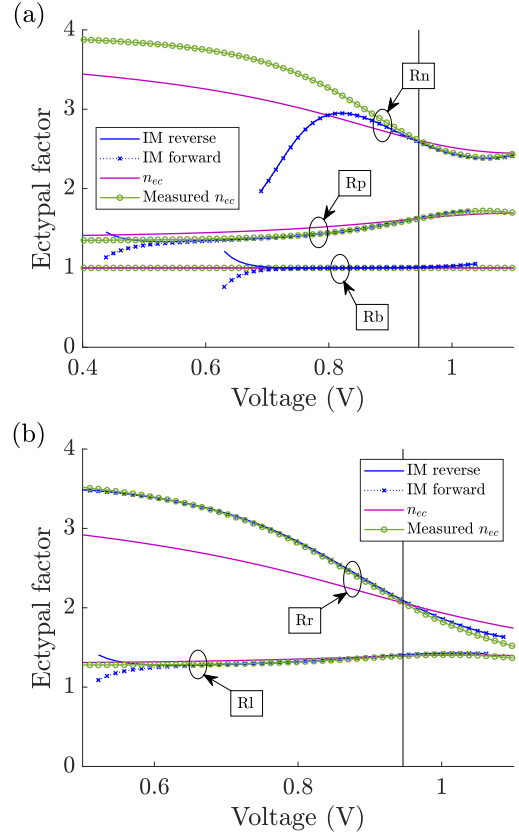 (a)
4
3
2
1
0
Ectypal factor
IM reverse
IM forward
n_ec
Measured n_ec
Rn
Rp
Rb
0.4 0.6 0.8 1
Voltage (V)
(b)
4
3
2
1
0
Ectypal factor
IM reverse
IM forward
n_ec
Measured n_ec
Rr
Rl
0.6 0.8 1
Voltage (V)